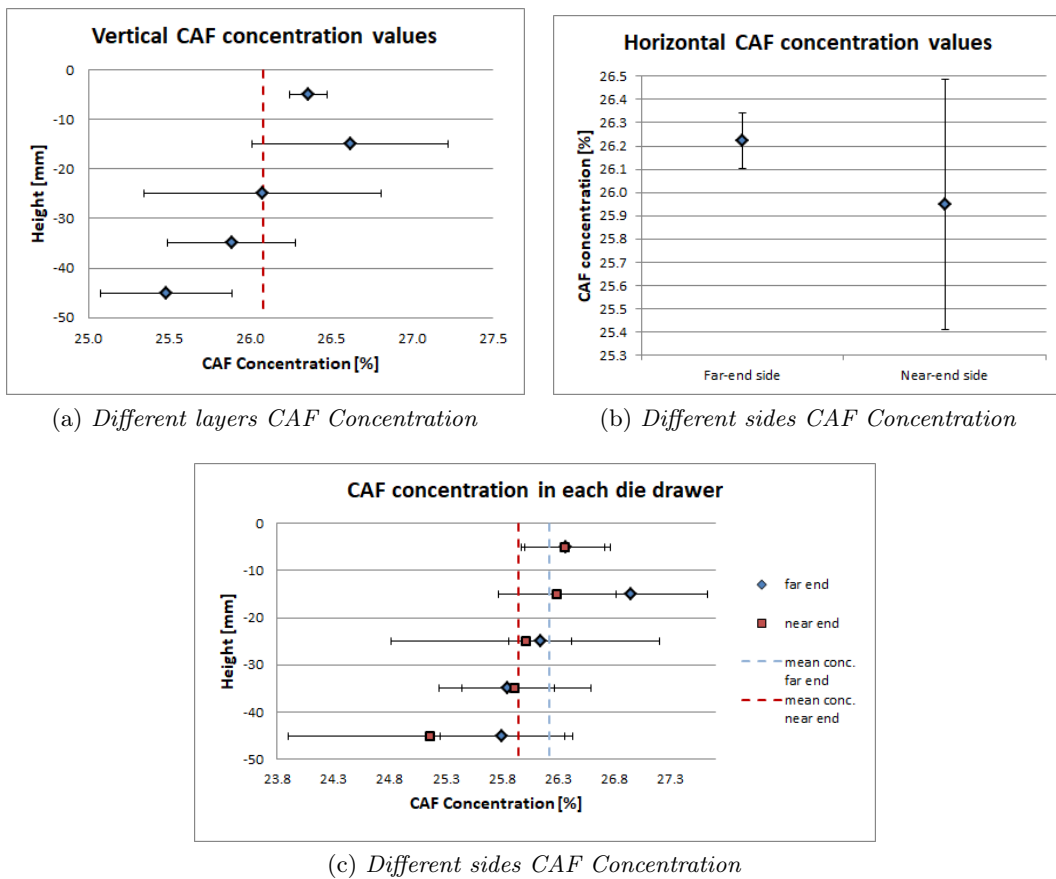 Vertical CAF concentration values
0
-10
-20
-30
-40
-50
Height [mm]
25.0 25.5 26.0 26.5 27.0 27.5
CAF Concentration [%]
(a) Different layers CAF Concentration
Horizontal CAF concentration values
26.5
26.4
26.3
26.2
26.1
26.0
25.9
25.8
25.7
25.6
25.5
25.4
25.3
CAF concentration [%]
Far-end side Near-end side
(b) Different sides CAF Concentration
CAF concentration in each die drawer
0
-10
-20
-30
-40
-50
Height [mm]
23.8 24.3 24.8 25.3 25.8 26.3 26.8 27.3
CAF Concentration [%]
far end
near end
mean conc.
far end
mean conc.
near end
(c) Different sides CAF Concentration